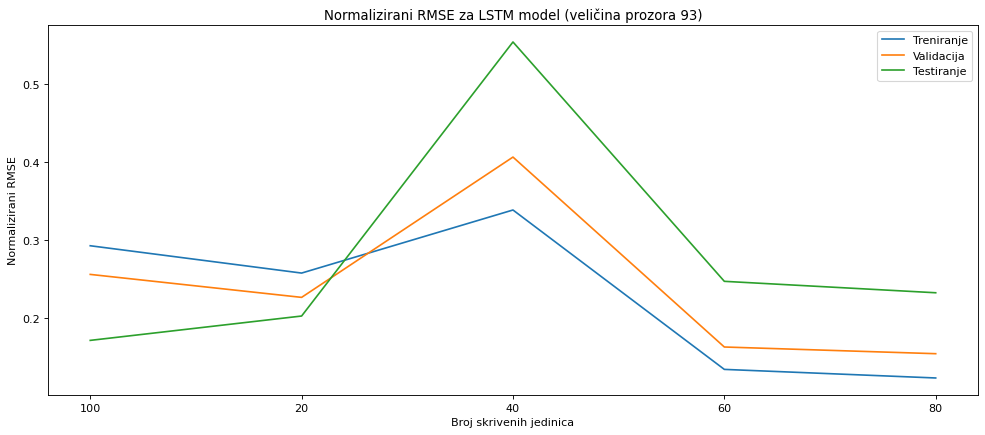 Normalizirani RMSE za LSTM model (veličina prozora 93)
Treniranje
Validacija
Testiranje
Normalizirani RMSE
0.5
0.4
0.3
0.2
100 20 40 60 80
Broj skrivenih jedinica